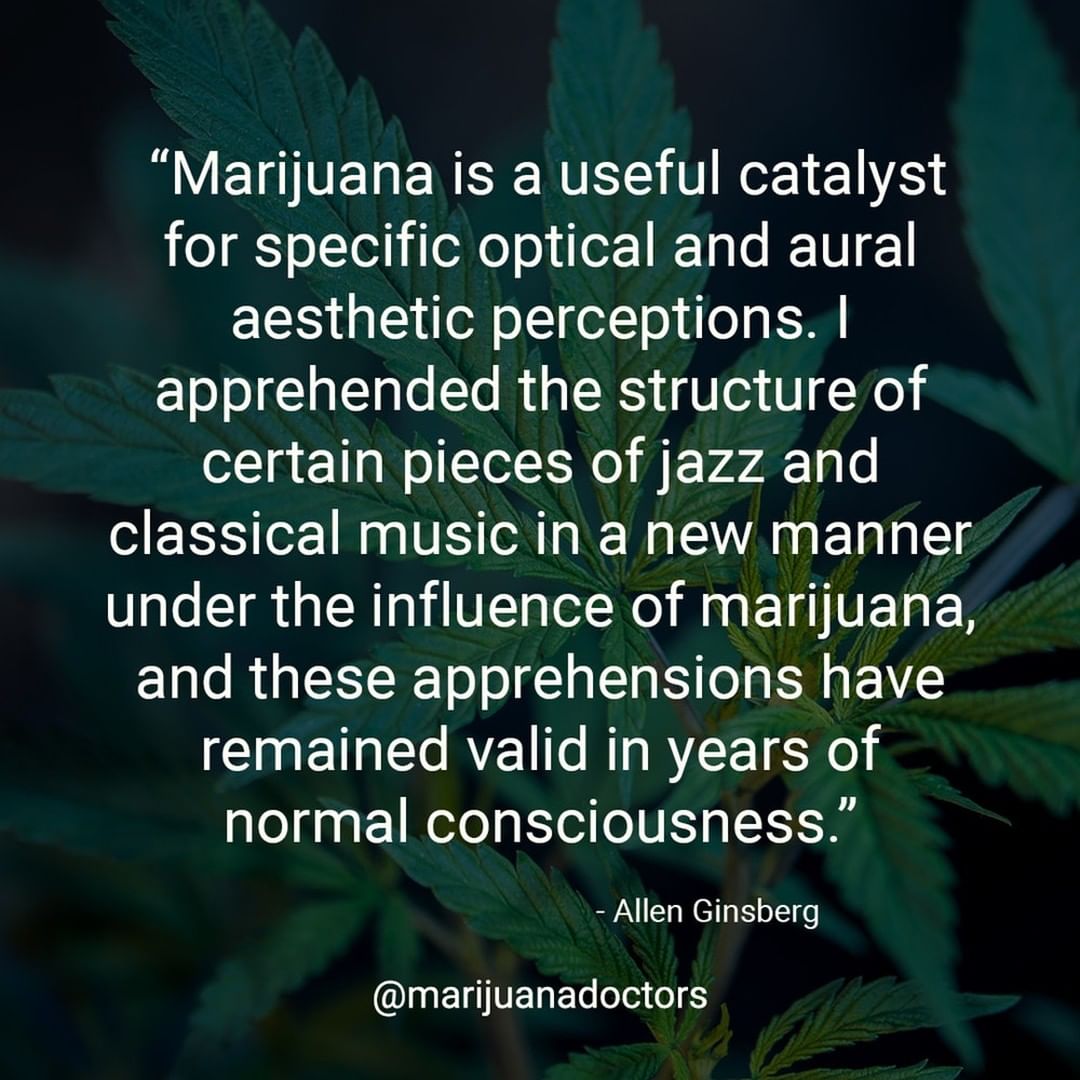 “Marijuana is a useful catalyst
for specific optical and aural
aesthetic perceptions. I
apprehended the structure of
certain pieces of jazz and
classical music in a new manner
under the influence of marijuana,
and these apprehensions have
remained valid in years of
normal consciousness.”
- Allen Ginsberg
@marijuanadoctors